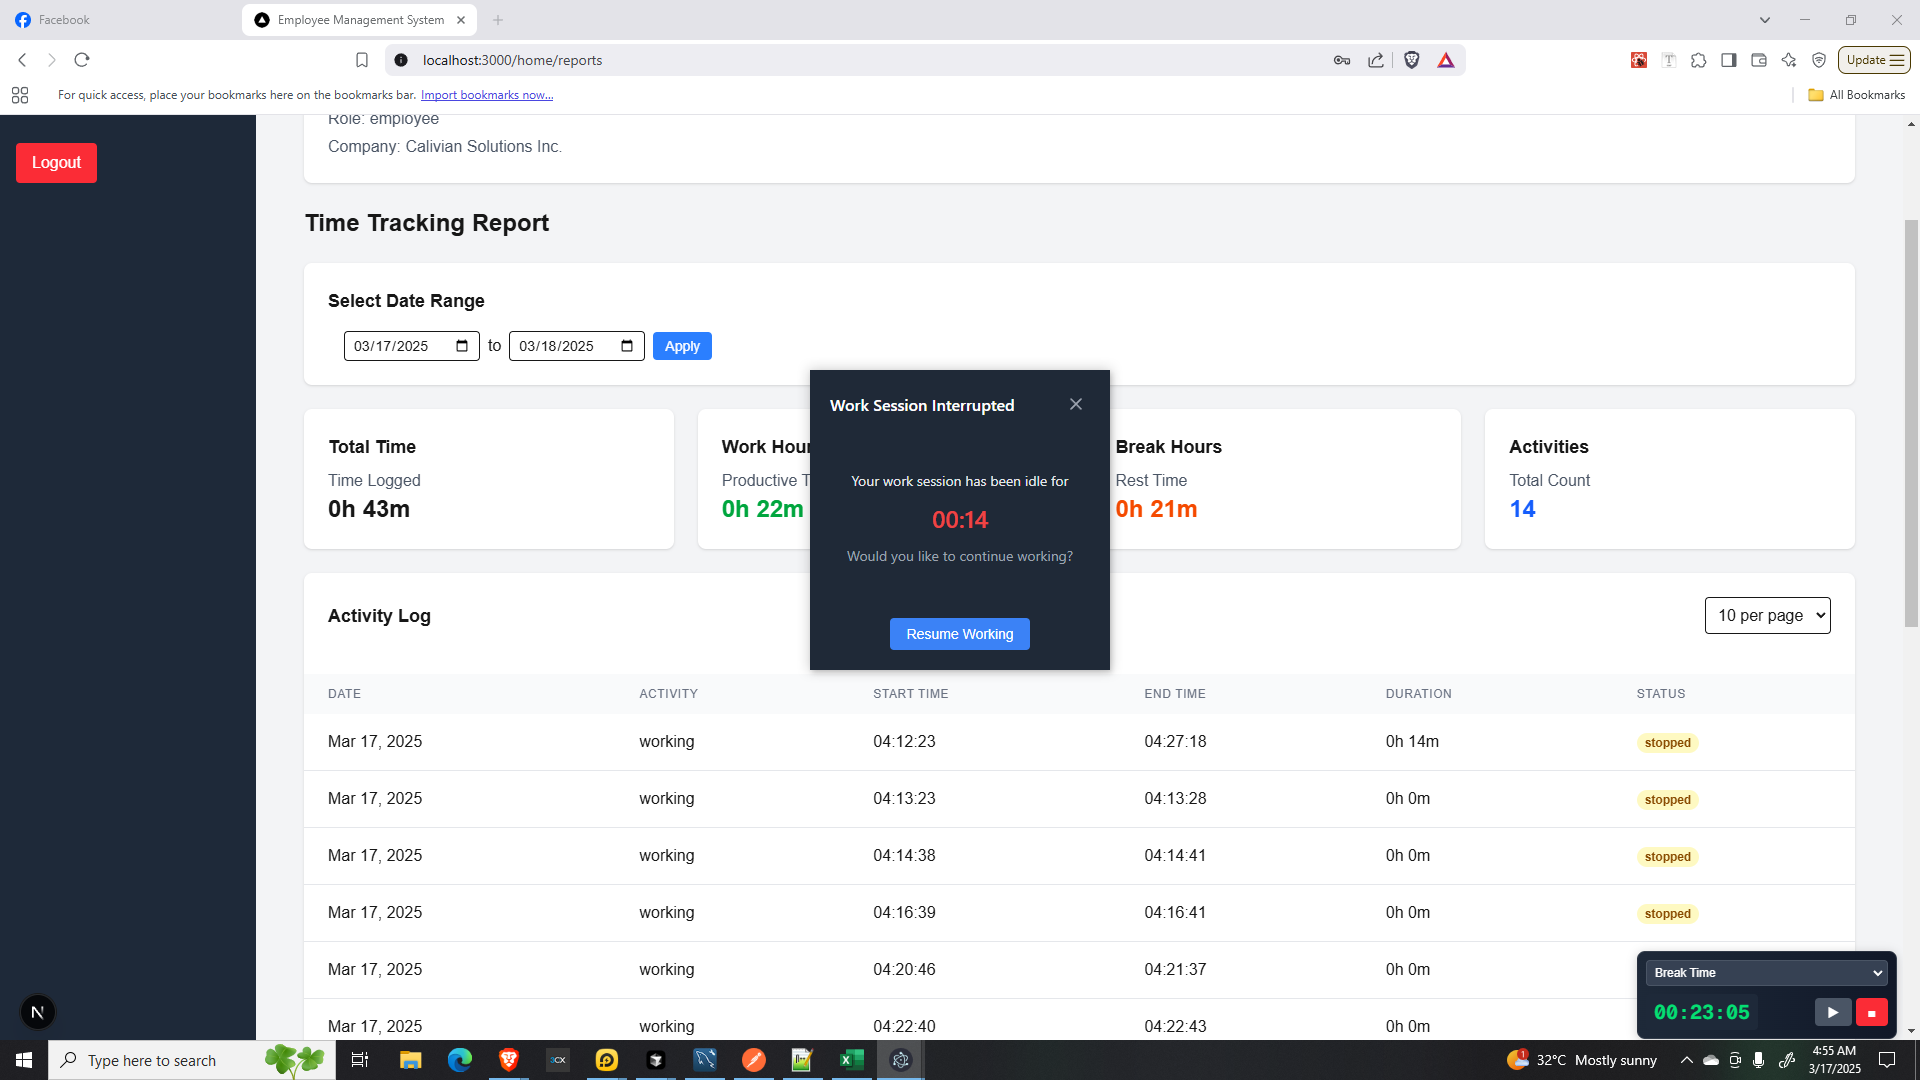 Facebook
Employee Management System
localhost:3000/home/reports
Update
For quick access, place your bookmarks here on the bookmarks bar. Import bookmarks now...
All Bookmarks
Logout
Role: employee
Company: Calivian Solutions Inc.
Time Tracking Report
Select Date Range
03/17/2025 to 03/18/2025 Apply
Total Time
Time Logged
0h 43m
Work Hour
Productive T
0h 22m
Break Hours
Rest Time
0h 21m
Activities
Total Count
14
Work Session Interrupted
Your work session has been idle for
00:14
Would you like to continue working?
Resume Working
Activity Log
10 per page
DATE ACTIVITY START TIME END TIME DURATION STATUS
Mar 17, 2025 working 04:12:23 04:27:18 0h 14m stopped
Mar 17, 2025 working 04:13:23 04:13:28 0h 0m stopped
Mar 17, 2025 working 04:14:38 04:14:41 0h 0m stopped
Mar 17, 2025 working 04:16:39 04:16:41 0h 0m stopped
Mar 17, 2025 working 04:20:46 04:21:37 0h 0m
Mar 17, 2025 working 04:22:40 04:22:43 0h 0m
Break Time
00:23:05
N
Type here to search
3CX
1
32°C Mostly sunny
4:55 AM
3/17/2025